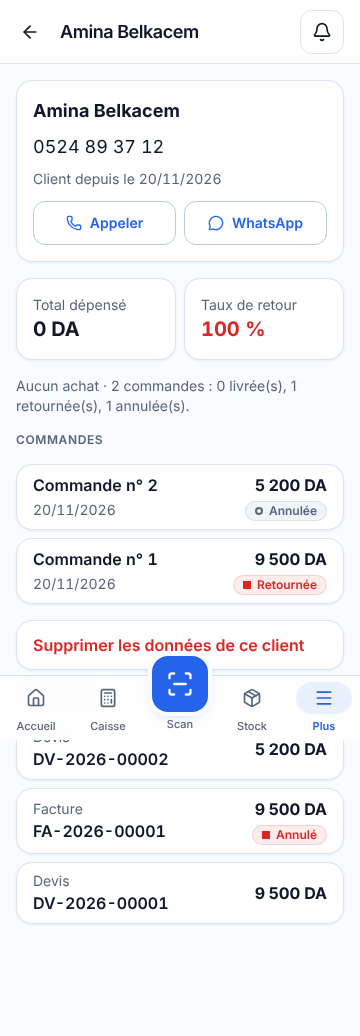 Amina Belkacem
Amina Belkacem
0524 89 37 12
Client depuis le 20/11/2026
Appeler
WhatsApp
Total dépensé
0 DA
Taux de retour
100 %
Aucun achat · 2 commandes : 0 livrée(s), 1
retournée(s), 1 annulée(s).
COMMANDES
Commande n° 2
5 200 DA
20/11/2026
Annulée
Commande n° 1
9 500 DA
20/11/2026
Retournée
Supprimer les données de ce client
Accueil
Caisse
Scan
Stock
Plus
Devis
5 200 DA
DV-2026-00002
Facture
9 500 DA
FA-2026-00001
Annulé
Devis
9 500 DA
DV-2026-00001